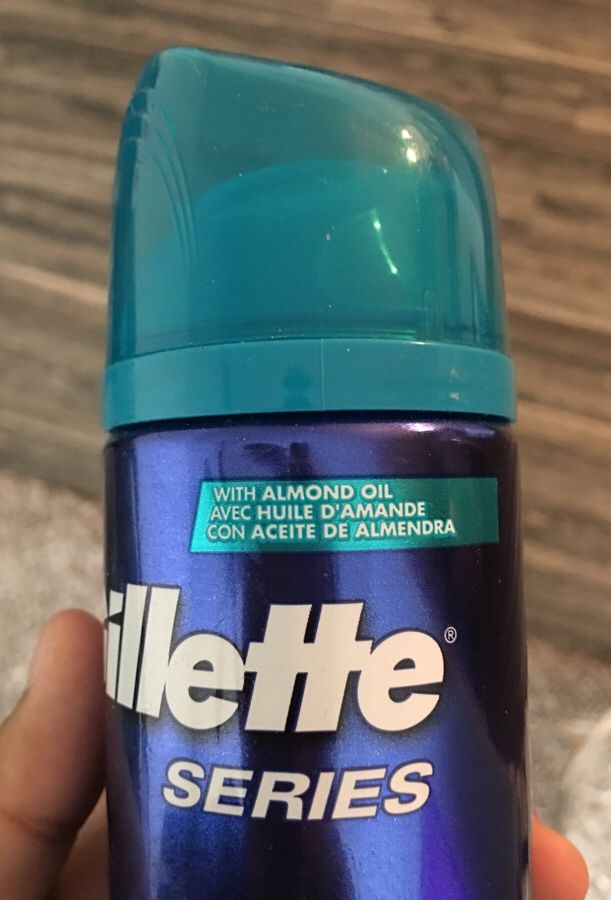 WITH ALMOND OIL
AVEC HUILE D'AMANDE
CON ACEITE DE ALMENDRA
illette®
SERIES